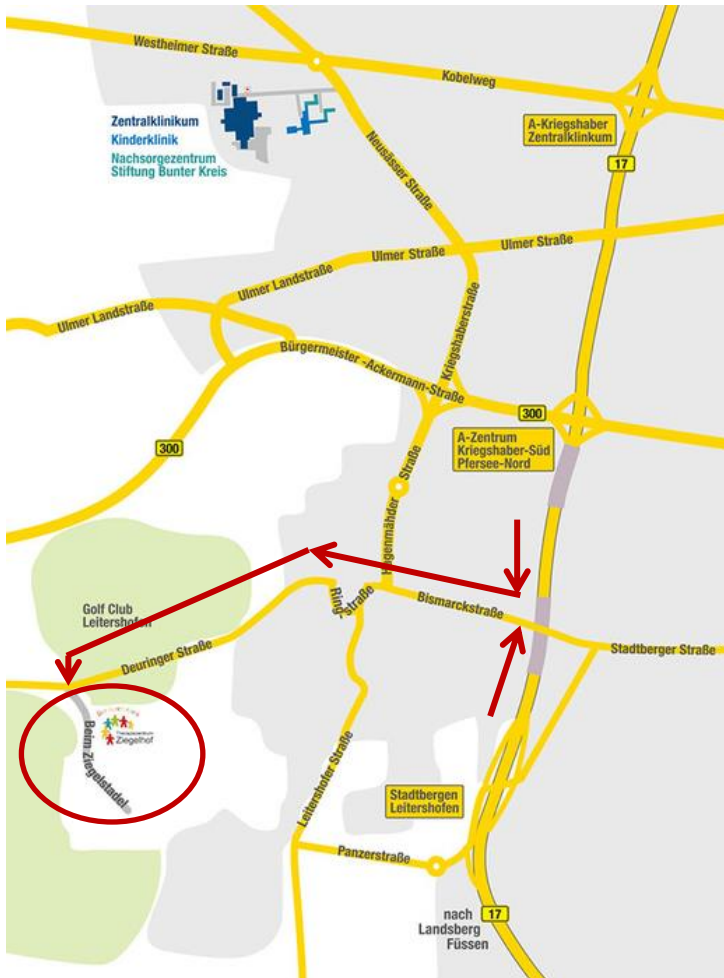 Westheimer Straße
Kobelweg
Zentralklinikum
Kinderklinik
Nachsorgezentrum
Stiftung Bunter Kreis
A-Kriegshaber
Zentralklinkum
17
Neusässer Straße
Ulmer Straße
Ulmer Straße
Ulmer Landstraße
Ulmer Landstraße
Kriegshaberstraße
Bürgermeister -Ackermann-Straße
300
300
A-Zentrum
Kriegshaber-Süd
Pfersee-Nord
Hagenmähder Straße
Ring-
straße
Bismarckstraße
Golf Club
Leitershofen
Deuringer Straße
Stadtberger Straße
Therapiezentrum
Ziegelhof
Beim Ziegelstadel
Leitershofer Straße
Stadtbergen
Leitershofen
Panzerstraße
nach
Landsberg
Füssen
17